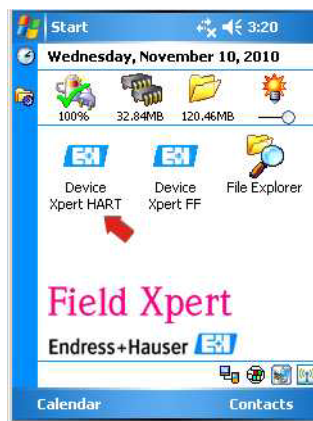 Start 3:20
Wednesday, November 10, 2010
100% 32.84MB 120.46MB
Device Xpert HART
Device Xpert FF
File Explorer
Field Xpert
Endress+Hauser EH
Calendar Contacts